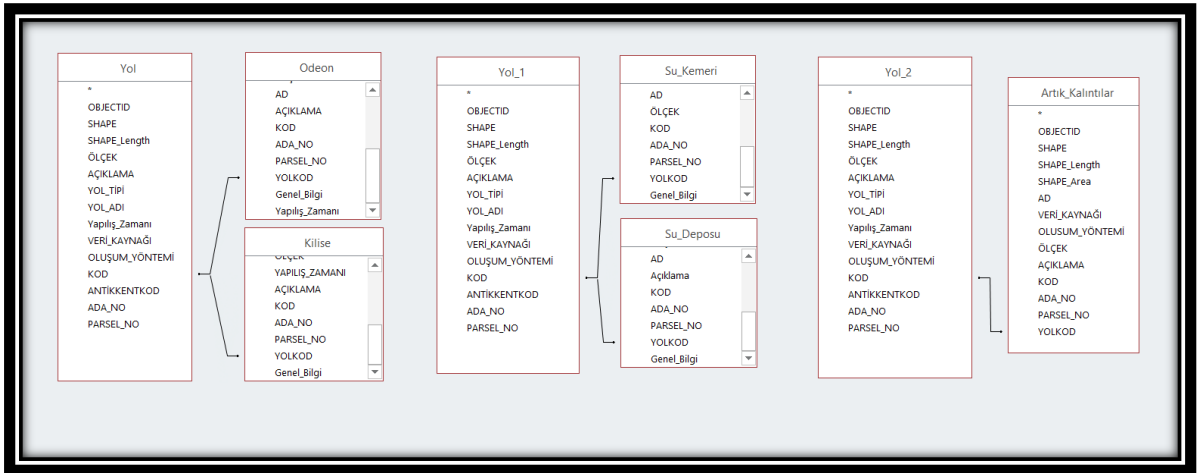 Yol
*
OBJECTID
SHAPE
SHAPE_Length
ÖLÇEK
AÇIKLAMA
YOL_TİPİ
YOL_ADI
Yapılış_Zamanı
VERİ_KAYNAĞI
OLUŞUM_YÖNTEMİ
KOD
ANTİKKENTKOD
ADA_NO
PARSEL_NO
Odeon
AD
AÇIKLAMA
KOD
ADA_NO
PARSEL_NO
YOLKOD
Genel_Bilgi
Yapılış_Zamanı
Kilise
ÖLÇEK
YAPILIŞ_ZAMANI
AÇIKLAMA
KOD
ADA_NO
PARSEL_NO
YOLKOD
Genel_Bilgi
Yol_1
*
OBJECTID
SHAPE
SHAPE_Length
ÖLÇEK
AÇIKLAMA
YOL_TİPİ
YOL_ADI
Yapılış_Zamanı
VERİ_KAYNAĞI
OLUŞUM_YÖNTEMİ
KOD
ANTİKKENTKOD
ADA_NO
PARSEL_NO
Su_Kemeri
AD
ÖLÇEK
KOD
ADA_NO
PARSEL_NO
YOLKOD
Genel_Bilgi
Su_Deposu
AD
Açıklama
KOD
ADA_NO
PARSEL_NO
YOLKOD
Genel_Bilgi
Yol_2
*
OBJECTID
SHAPE
SHAPE_Length
ÖLÇEK
AÇIKLAMA
YOL_TİPİ
YOL_ADI
Yapılış_Zamanı
VERİ_KAYNAĞI
OLUŞUM_YÖNTEMİ
KOD
ANTİKKENTKOD
ADA_NO
PARSEL_NO
Artık_Kalıntılar
*
OBJECTID
SHAPE
SHAPE_Length
SHAPE_Area
AD
VERİ_KAYNAĞI
OLUSUM_YÖNTEMİ
ÖLÇEK
AÇIKLAMA
KOD
ADA_NO
PARSEL_NO
YOLKOD